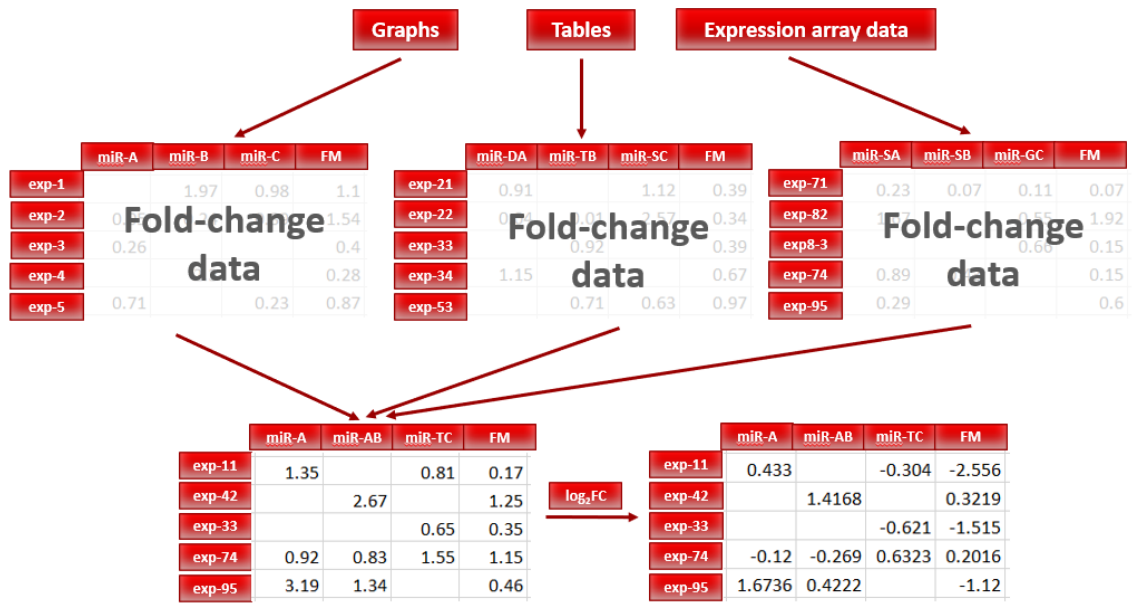 Graphs Tables Expression array data
miR-A miR-B miR-C FM
exp-1 1.97 0.98 1.1
exp-2 1.54
exp-3 0.26 0.4
exp-4 0.28
exp-5 0.71 0.23 0.87
Fold-change
data
miR-DA miR-TB miR-SC FM
exp-21 0.91 1.12 0.39
exp-22 0.34
exp-33 0.92 0.39
exp-34 1.15 0.67
exp-53 0.71 0.63 0.97
Fold-change
data
miR-SA miR-SB miR-GC FM
exp-71 0.23 0.07 0.11 0.07
exp-82 1.92
exp8-3 0.15
exp-74 0.89 0.15
exp-95 0.29 0.6
Fold-change
data
miR-A miR-AB miR-TC FM
exp-11 1.35 0.81 0.17
exp-42 2.67 1.25
exp-33 0.65 0.35
exp-74 0.92 0.83 1.55 1.15
exp-95 3.19 1.34 0.46
log₂FC
miR-A miR-AB miR-TC FM
exp-11 0.433 -0.304 -2.556
exp-42 1.4168 0.3219
exp-33 -0.621 -1.515
exp-74 -0.12 -0.269 0.6323 0.2016
exp-95 1.6736 0.4222 -1.12